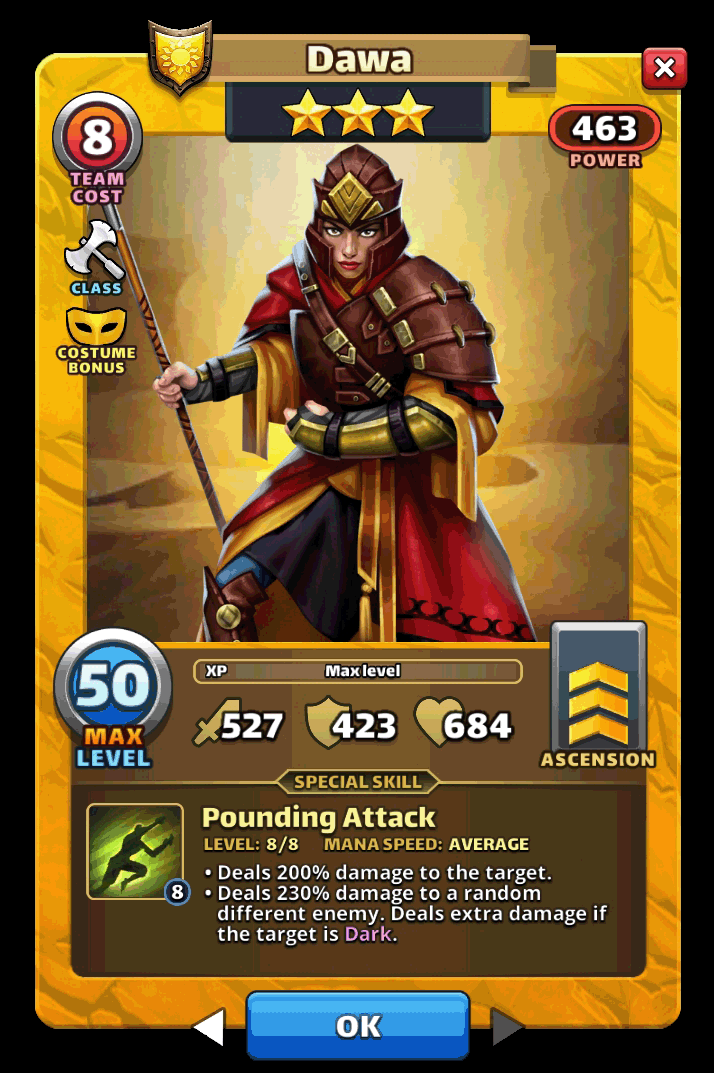 Dawa
8
TEAM
COST
463
POWER
CLASS
COSTUME
BONUS
50
MAX
LEVEL
XP Max level
527 423 684
ASCENSION
SPECIAL SKILL
Pounding Attack
LEVEL: 8/8 MANA SPEED: AVERAGE
8
• Deals 200% damage to the target.
• Deals 230% damage to a random
different enemy. Deals extra damage if
the target is Dark.
OK